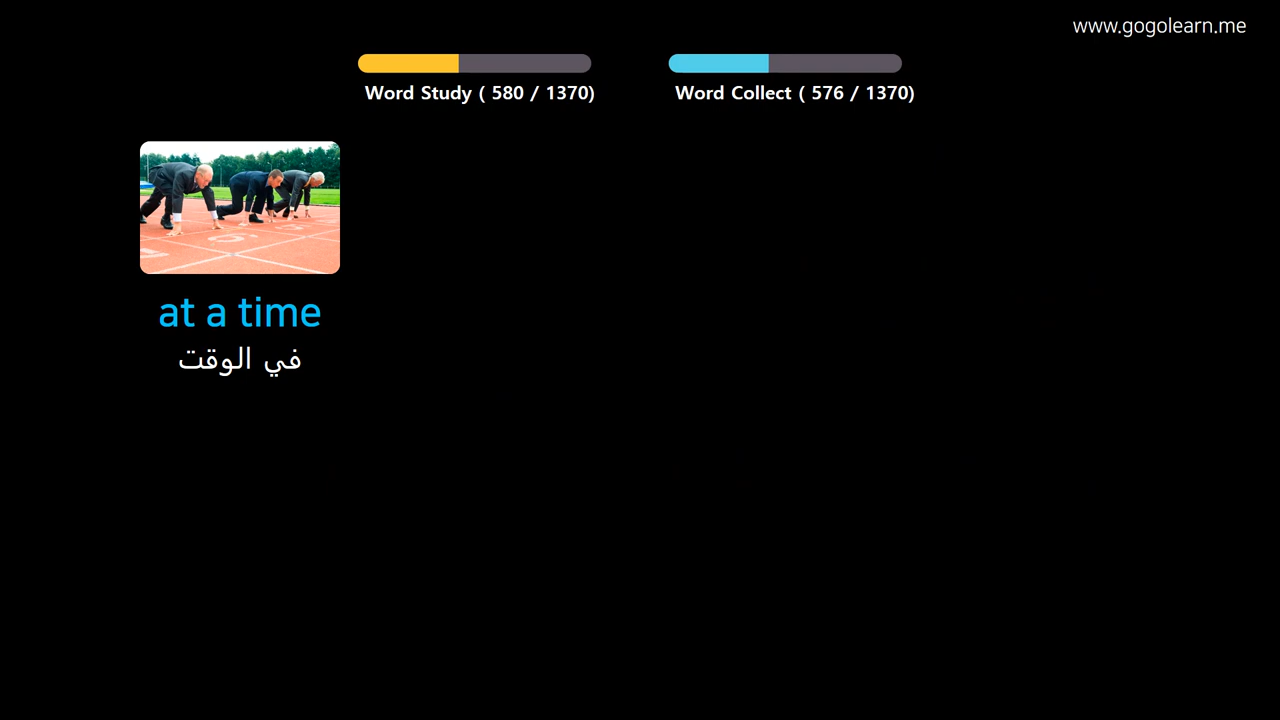 www.gogolearn.me
Word Study ( 580 / 1370)
Word Collect ( 576 / 1370)
at a time
في الوقت